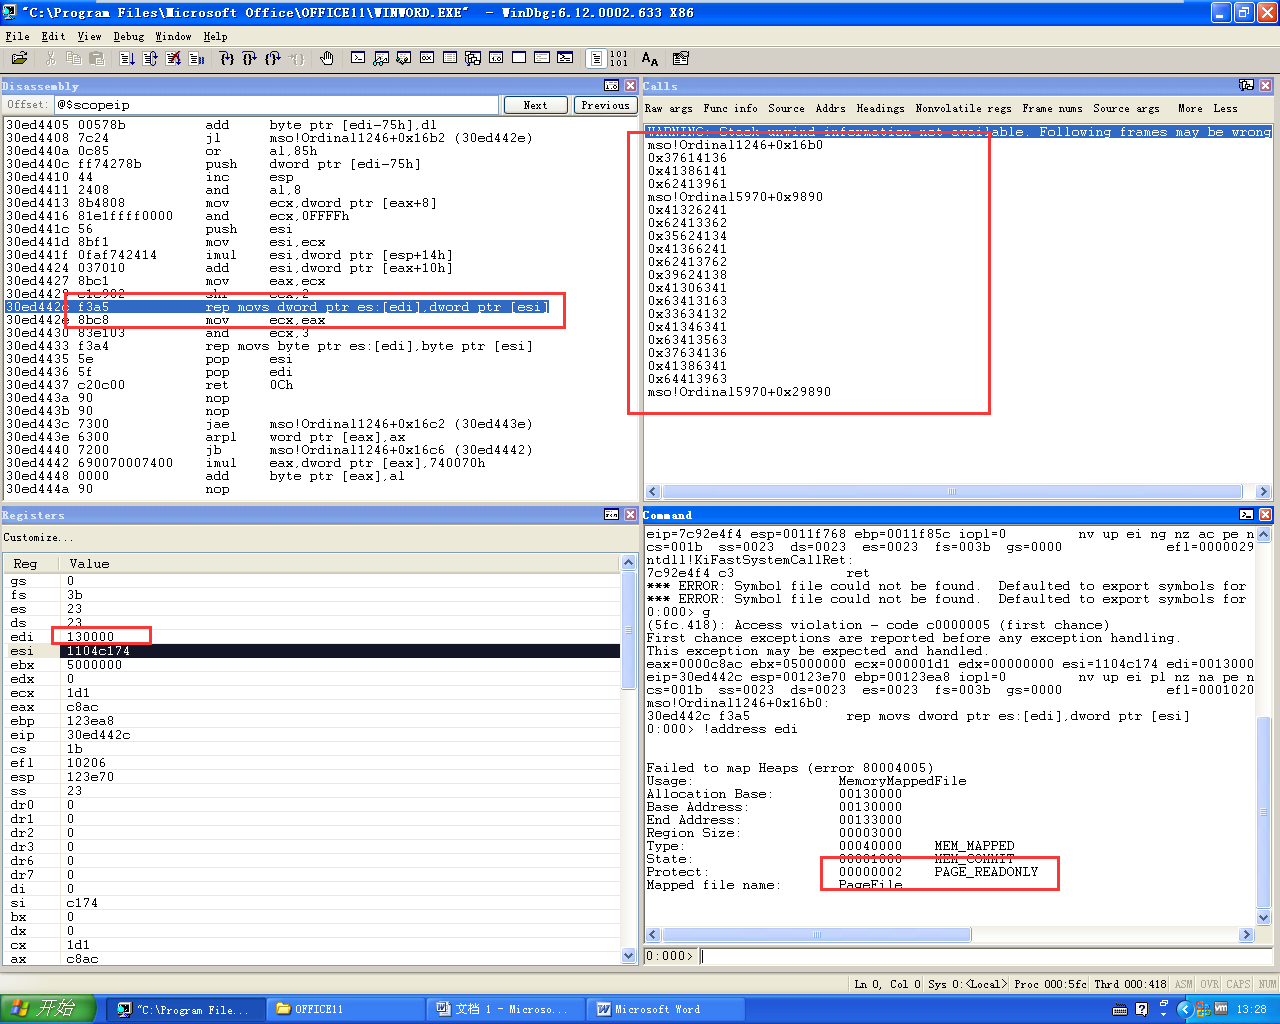 "C:\Program Files\Microsoft Office\OFFICE11\WINWORD.EXE" - WinDbg:6.12.0002.633 X86
File Edit View Debug Window Help
Disassembly
Offset: @$scopeip Next Previous
30ed4405 00578b add byte ptr [edi-75h],dl
30ed4408 7c24 jl mso!Ordinal1246+0x16b2 (30ed442e)
30ed440a 0c85 or al,85h
30ed440c ff74278b push dword ptr [edi-75h]
30ed4410 44 inc esp
30ed4411 2408 and al,8
30ed4413 8b4808 mov ecx,dword ptr [eax+8]
30ed4416 81e1ffff0000 and ecx,0FFFFh
30ed441c 56 push esi
30ed441d 8bf1 mov esi,ecx
30ed441f 0faf742414 imul esi,dword ptr [esp+14h]
30ed4424 037010 add esi,dword ptr [eax+10h]
30ed4427 8bc1 mov eax,ecx
30ed4429 c1e902 shr ecx,2
30ed442c f3a5 rep movs dword ptr es:[edi],dword ptr [esi]
30ed442e 8bc8 mov ecx,eax
30ed4430 83e103 and ecx,3
30ed4433 f3a4 rep movs byte ptr es:[edi],byte ptr [esi]
30ed4435 5e pop esi
30ed4436 5f pop edi
30ed4437 c20c00 ret 0Ch
30ed443a 90 nop
30ed443b 90 nop
30ed443c 7300 jae mso!Ordinal1246+0x16c2 (30ed443e)
30ed443e 6300 arpl word ptr [eax],ax
30ed4440 7200 jb mso!Ordinal1246+0x16c6 (30ed4442)
30ed4442 690070007400 imul eax,dword ptr [eax],740070h
30ed4448 0000 add byte ptr [eax],al
30ed444a 90 nop
Calls
Raw args Func info Source Addrs Headings Nonvolatile regs Frame nums Source args More Less
WARNING: Stack unwind information not available. Following frames may be wrong
mso!Ordinal1246+0x16b0
0x37614136
0x41386141
0x62413961
mso!Ordinal5970+0x9890
0x41326241
0x62413362
0x35624134
0x41366241
0x62413762
0x39624138
0x41306341
0x63413163
0x33634132
0x41346341
0x63413563
0x37634136
0x41386341
0x64413963
mso!Ordinal5970+0x29890
Registers
Customize...
Reg Value
gs 0
fs 3b
es 23
ds 23
edi 130000
esi 1104c174
ebx 5000000
edx 0
ecx 1d1
eax c8ac
ebp 123ea8
eip 30ed442c
cs 1b
efl 10206
esp 123e70
ss 23
dr0 0
dr1 0
dr2 0
dr3 0
dr6 0
dr7 0
di 0
si c174
bx 0
dx 0
cx 1d1
ax c8ac
Command
eip=7c92e4f4 esp=0011f768 ebp=0011f85c iopl=0 nv up ei ng nz ac pe n
cs=001b ss=0023 ds=0023 es=0023 fs=003b gs=0000 efl=0000029
ntdll!KiFastSystemCallRet:
7c92e4f4 c3 ret
*** ERROR: Symbol file could not be found. Defaulted to export symbols for
*** ERROR: Symbol file could not be found. Defaulted to export symbols for
0:000> g
(5fc.418): Access violation - code c0000005 (first chance)
First chance exceptions are reported before any exception handling.
This exception may be expected and handled.
eax=0000c8ac ebx=05000000 ecx=000001d1 edx=00000000 esi=1104c174 edi=0013000
eip=30ed442c esp=00123e70 ebp=00123ea8 iopl=0 nv up ei pl nz na pe n
cs=001b ss=0023 ds=0023 es=0023 fs=003b gs=0000 efl=0001020
mso!Ordinal1246+0x16b0:
30ed442c f3a5 rep movs dword ptr es:[edi],dword ptr [esi]
0:000> !address edi
Failed to map Heaps (error 80004005)
Usage: MemoryMappedFile
Allocation Base: 00130000
Base Address: 00130000
End Address: 00133000
Region Size: 00003000
Type: 00040000 MEM_MAPPED
State: 00001000 MEM_COMMIT
Protect: 00000002 PAGE_READONLY
Mapped file name: PageFile
0:000>
Ln 0, Col 0 Sys 0:<Local> Proc 000:5fc Thrd 000:418 ASM OVR CAPS NUM
开始 "C:\Program File... OFFICE11 文档 1 - Microso... Microsoft Word 13:28